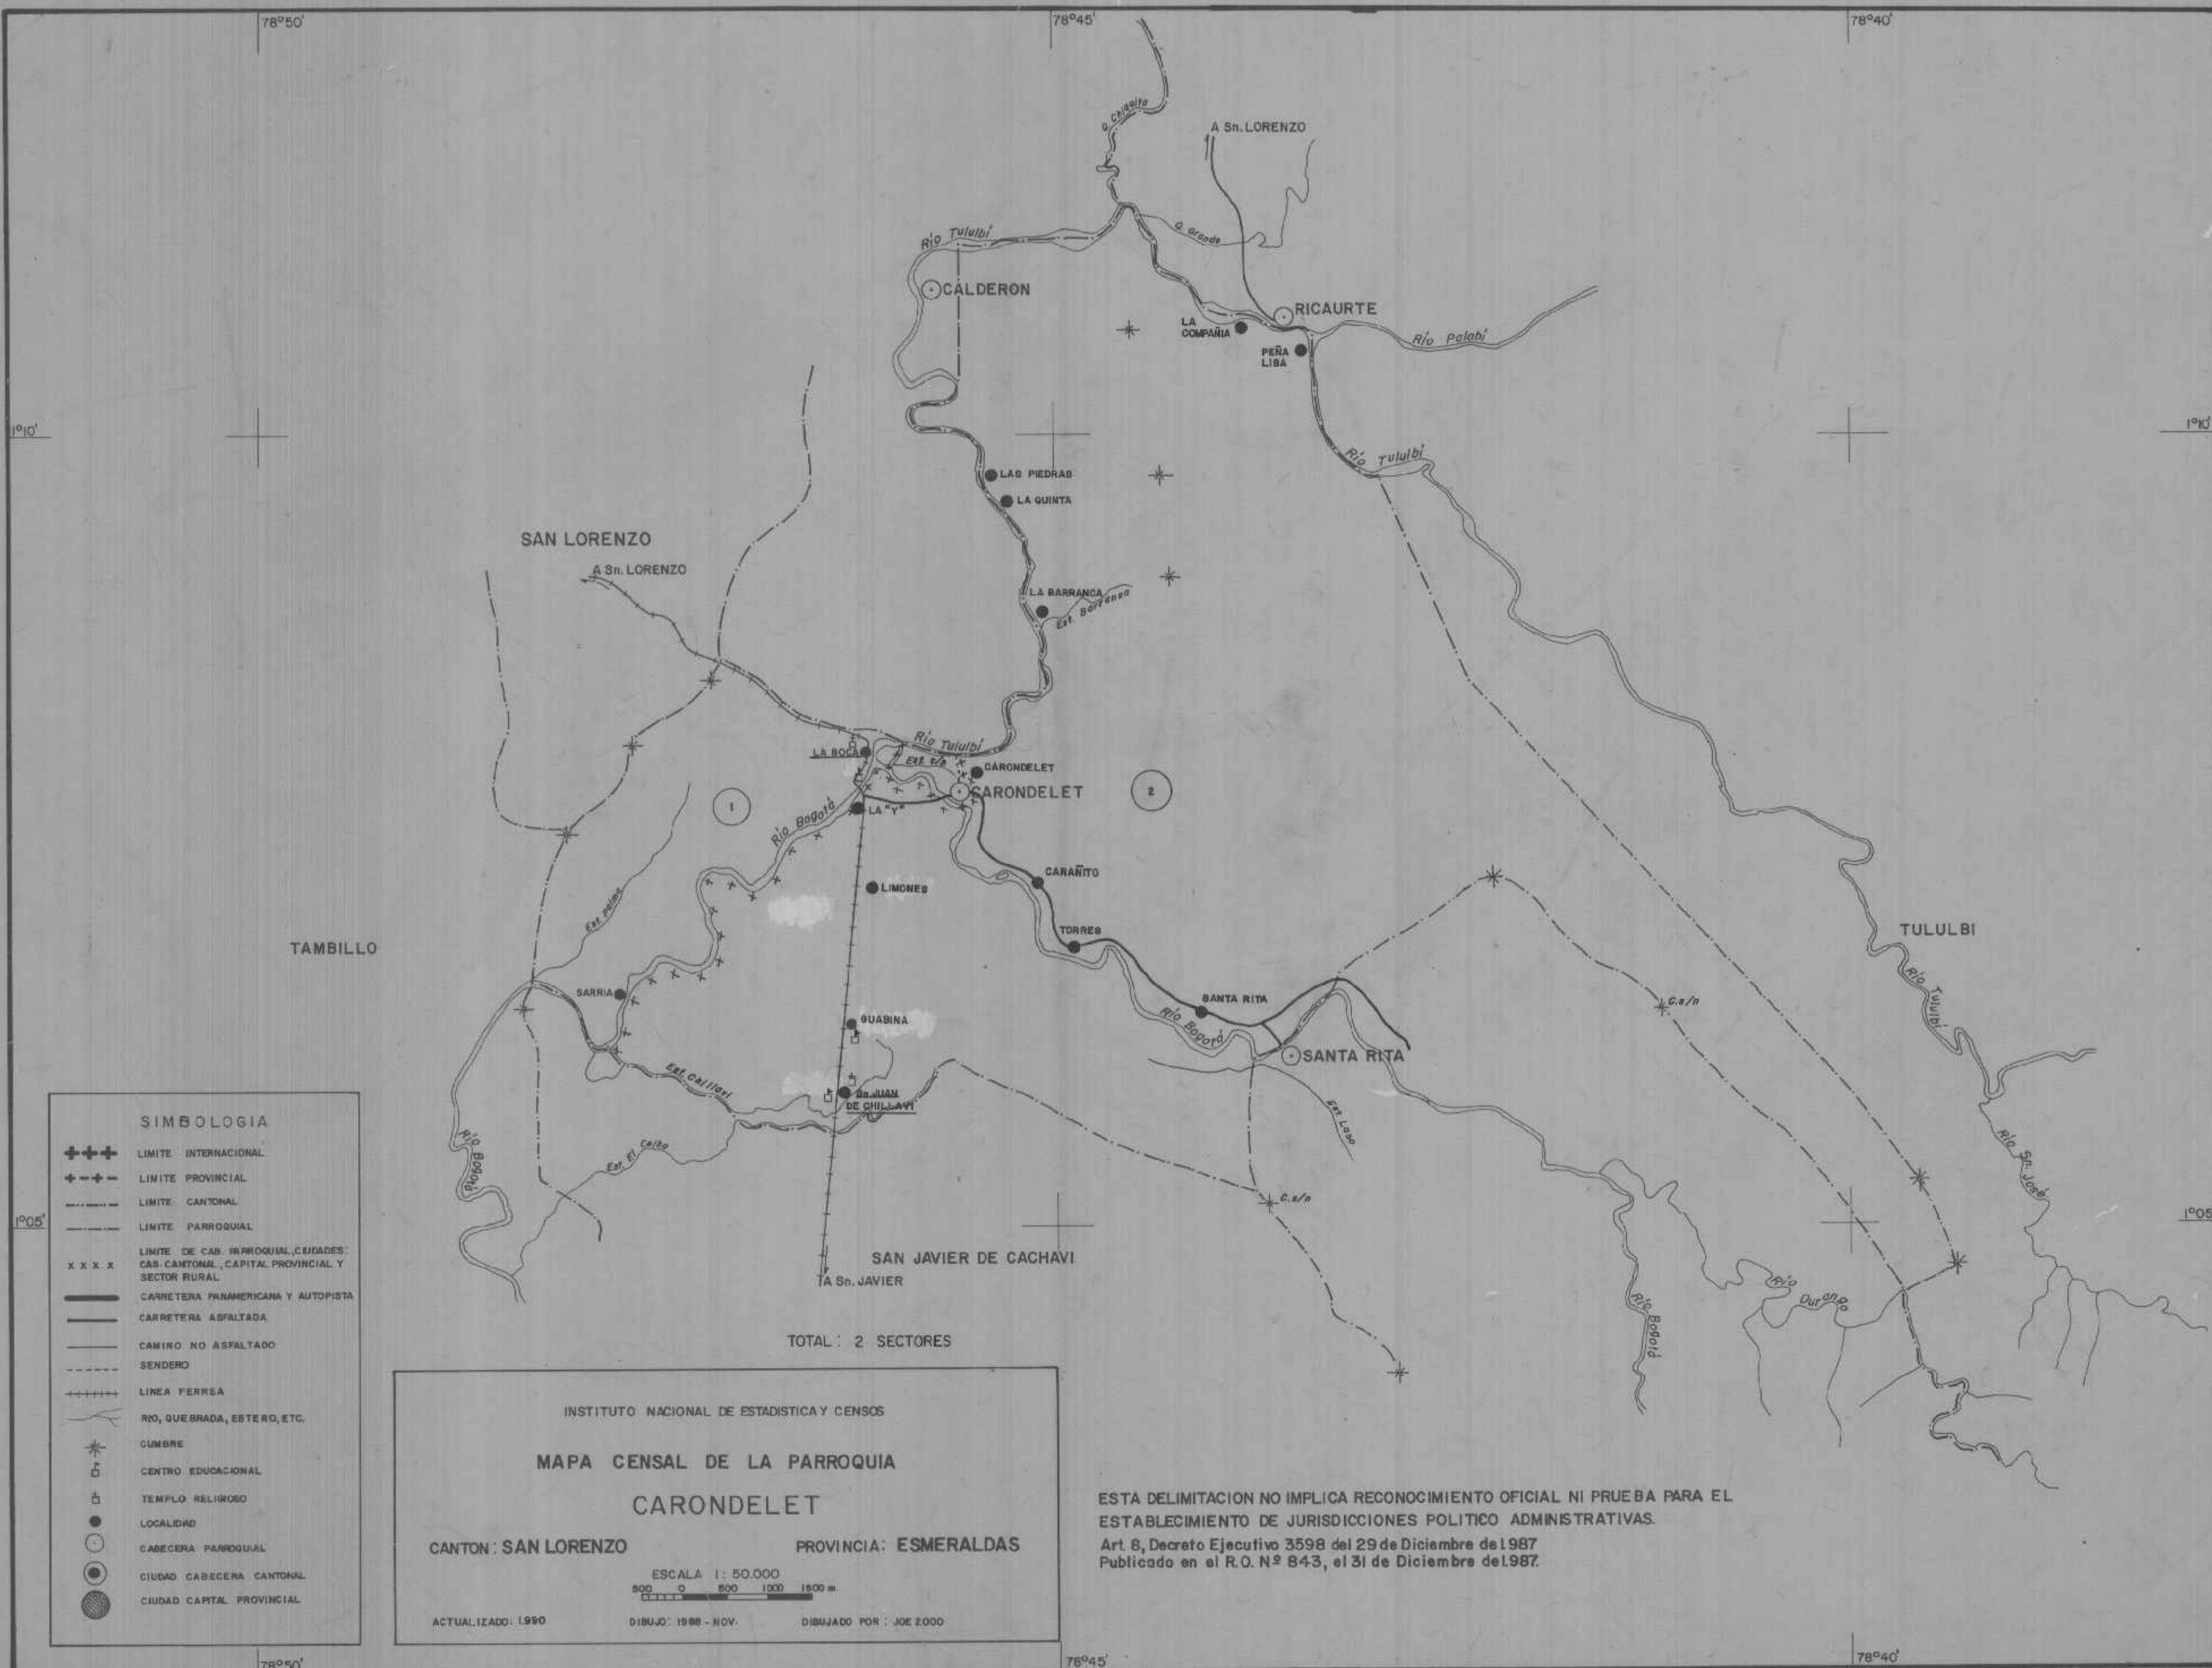 78°50'
78°45'
78°40'
Q. Chiquita
A Sn. LORENZO
Río Tululbí
Q. Grande
CALDERON
RICAURTE
LA
COMPAÑIA
PEÑA
LIBA
Río Palabí
1°10'
1°10'
Río Tululbí
LAS PIEDRAS
LA QUINTA
SAN LORENZO
A Sn. LORENZO
LA BARRANCA
Est. Barranca
LA BOCA
Río Tululbí
Est. s/n
CARONDELET
CARONDELET
1
2
LA "Y"
Río Bogotá
LIMONES
CARAÑITO
Est. palma
TORRES
TAMBILLO
TULULBI
Río Tululbí
SARRIA
SANTA RITA
C.s/n
GUABINA
Río Bogotá
SANTA RITA
Est. Chillaví
Sn. JUAN
DE CHILLAVI
Est. Laso
Est. El Ceibo
Río Bogotá
Río Sn. José
C.s/n
1°05'
1°05'
SAN JAVIER DE CACHAVI
A Sn. JAVIER
Río Durango
Río Bogotá
TOTAL: 2 SECTORES
SIMBOLOGIA
LIMITE INTERNACIONAL
LIMITE PROVINCIAL
LIMITE CANTONAL
LIMITE PARROQUIAL
LIMITE DE CAB. PARROQUIAL, CIUDADES:
x x x x CAB-CANTONAL, CAPITAL PROVINCIAL Y
SECTOR RURAL
CARRETERA PANAMERICANA Y AUTOPISTA
CARRETERA ASFALTADA
CAMINO NO ASFALTADO
SENDERO
LINEA FERREA
RIO, QUEBRADA, ESTERO, ETC.
CUMBRE
CENTRO EDUCACIONAL
TEMPLO RELIGIOSO
LOCALIDAD
CABECERA PARROQUIAL
CIUDAD CABECERA CANTONAL
CIUDAD CAPITAL PROVINCIAL
INSTITUTO NACIONAL DE ESTADISTICA Y CENSOS
MAPA CENSAL DE LA PARROQUIA
CARONDELET
CANTON: SAN LORENZO PROVINCIA: ESMERALDAS
ESCALA 1: 50.000
500 0 500 1000 1500 m.
ACTUALIZADO: 1.990 DIBUJO: 1988 - NOV. DIBUJADO POR: JOE 2000
ESTA DELIMITACION NO IMPLICA RECONOCIMIENTO OFICIAL NI PRUEBA PARA EL
ESTABLECIMIENTO DE JURISDICCIONES POLITICO ADMINISTRATIVAS.
Art. 8, Decreto Ejecutivo 3598 del 29 de Diciembre de 1.987
Publicado en el R.O. Nº 843, el 31 de Diciembre de 1.987.
78°50'
78°45'
78°40'